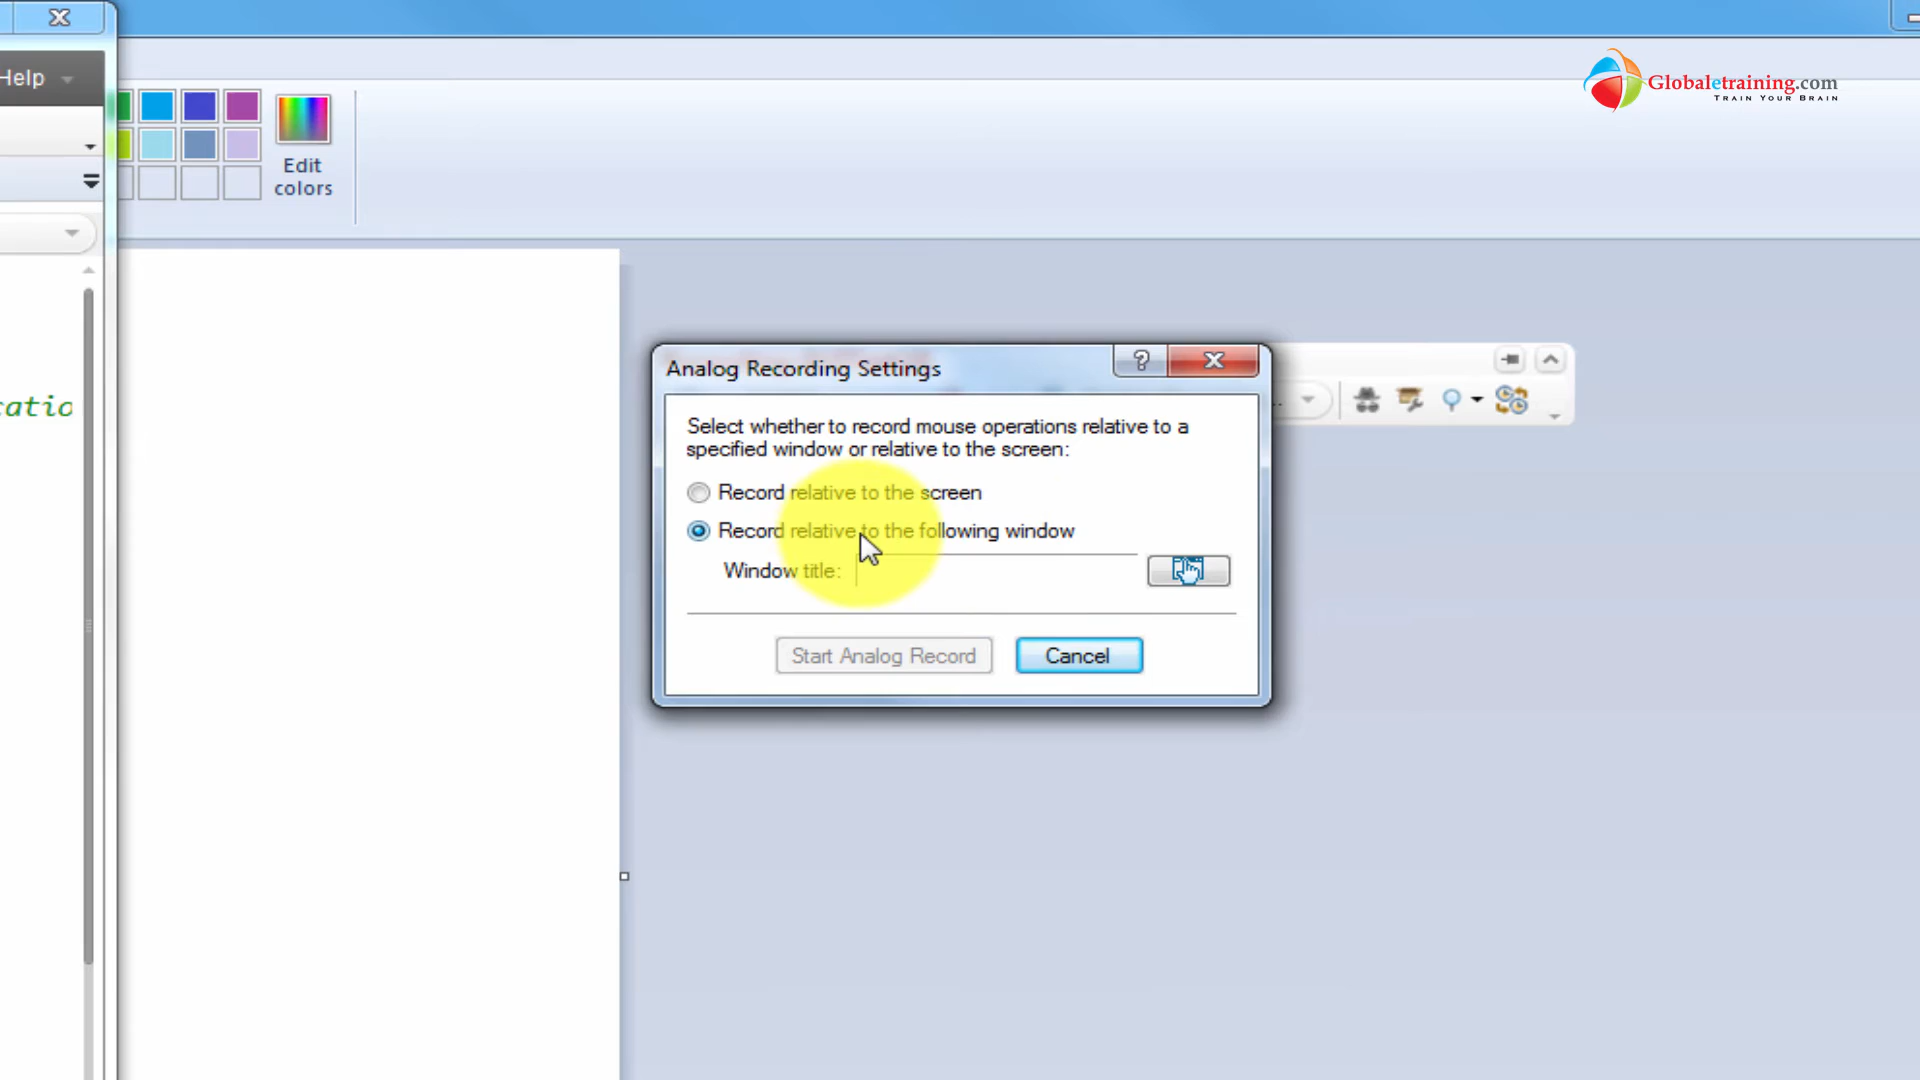 Help
Globaletraining.com
TRAIN YOUR BRAIN
Edit
colors
catio
Analog Recording Settings
Select whether to record mouse operations relative to a
specified window or relative to the screen:
Record relative to the screen
Record relative to the following window
Window title:
Start Analog Record
Cancel